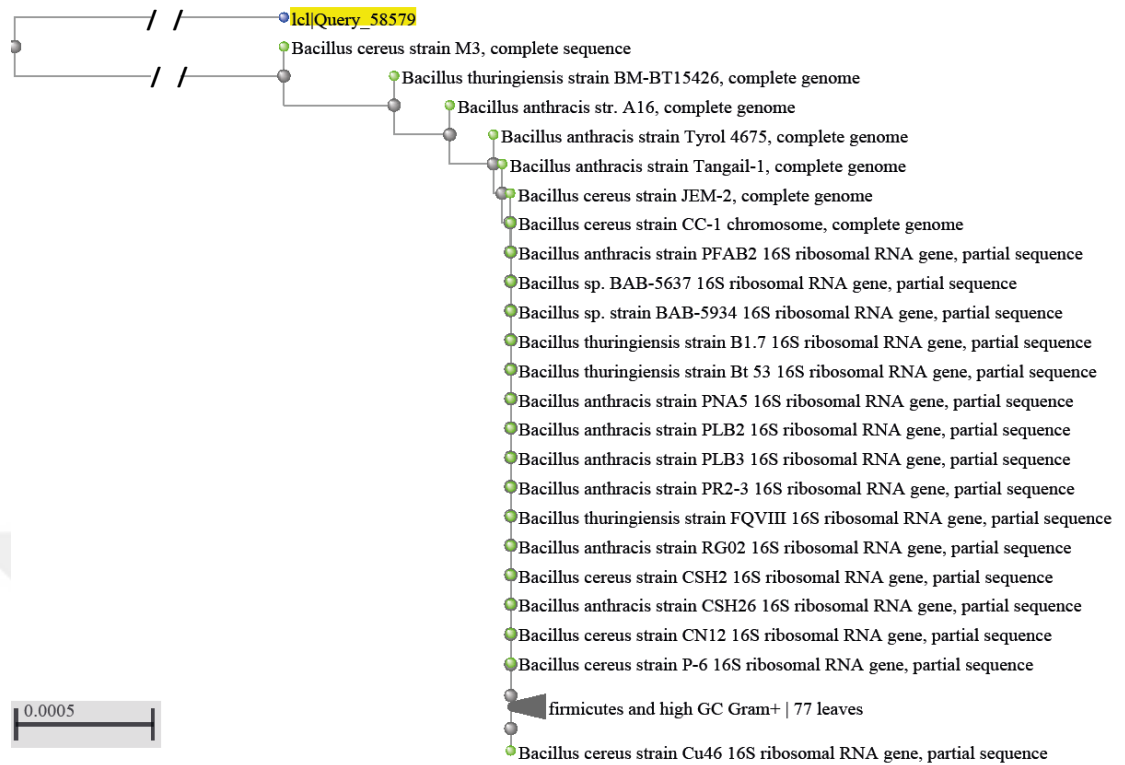 lcl|Query_58579
Bacillus cereus strain M3, complete sequence
Bacillus thuringiensis strain BM-BT15426, complete genome
Bacillus anthracis str. A16, complete genome
Bacillus anthracis strain Tyrol 4675, complete genome
Bacillus anthracis strain Tangail-1, complete genome
Bacillus cereus strain JEM-2, complete genome
Bacillus cereus strain CC-1 chromosome, complete genome
Bacillus anthracis strain PFAB2 16S ribosomal RNA gene, partial sequence
Bacillus sp. BAB-5637 16S ribosomal RNA gene, partial sequence
Bacillus sp. strain BAB-5934 16S ribosomal RNA gene, partial sequence
Bacillus thuringiensis strain B1.7 16S ribosomal RNA gene, partial sequence
Bacillus thuringiensis strain Bt 53 16S ribosomal RNA gene, partial sequence
Bacillus anthracis strain PNA5 16S ribosomal RNA gene, partial sequence
Bacillus anthracis strain PLB2 16S ribosomal RNA gene, partial sequence
Bacillus anthracis strain PLB3 16S ribosomal RNA gene, partial sequence
Bacillus anthracis strain PR2-3 16S ribosomal RNA gene, partial sequence
Bacillus thuringiensis strain FQVIII 16S ribosomal RNA gene, partial sequence
Bacillus anthracis strain RG02 16S ribosomal RNA gene, partial sequence
Bacillus cereus strain CSH2 16S ribosomal RNA gene, partial sequence
Bacillus anthracis strain CSH26 16S ribosomal RNA gene, partial sequence
Bacillus cereus strain CN12 16S ribosomal RNA gene, partial sequence
Bacillus cereus strain P-6 16S ribosomal RNA gene, partial sequence
firmicutes and high GC Gram+ | 77 leaves
0.0005
Bacillus cereus strain Cu46 16S ribosomal RNA gene, partial sequence